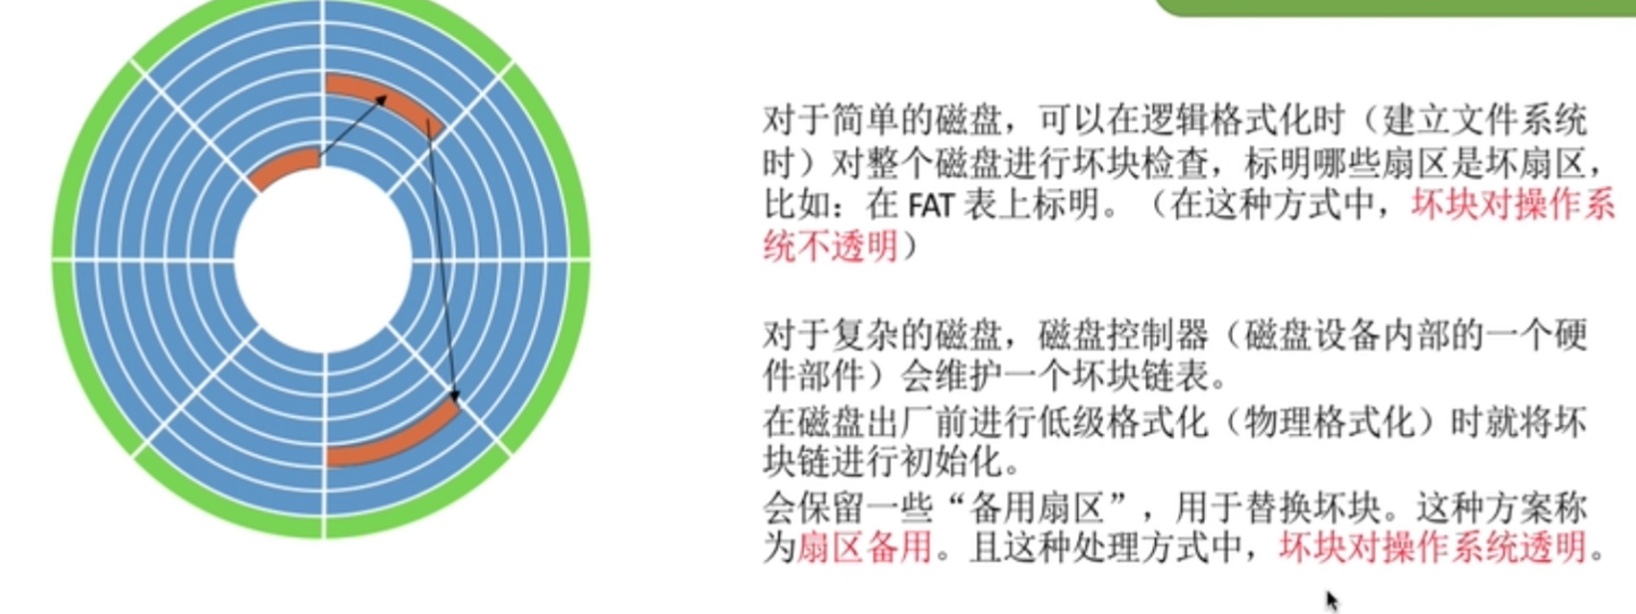 对于简单的磁盘，可以在逻辑格式化时（建立文件系统
时）对整个磁盘进行坏块检查，标明哪些扇区是坏扇区，
比如：在 FAT 表上标明。（在这种方式中，坏块对操作系
统不透明）
对于复杂的磁盘，磁盘控制器（磁盘设备内部的一个硬
件部件）会维护一个坏块链表。
在磁盘出厂前进行低级格式化（物理格式化）时就将坏
块链进行初始化。
会保留一些“备用扇区”，用于替换坏块。这种方案称
为扇区备用。且这种处理方式中，坏块对操作系统透明。